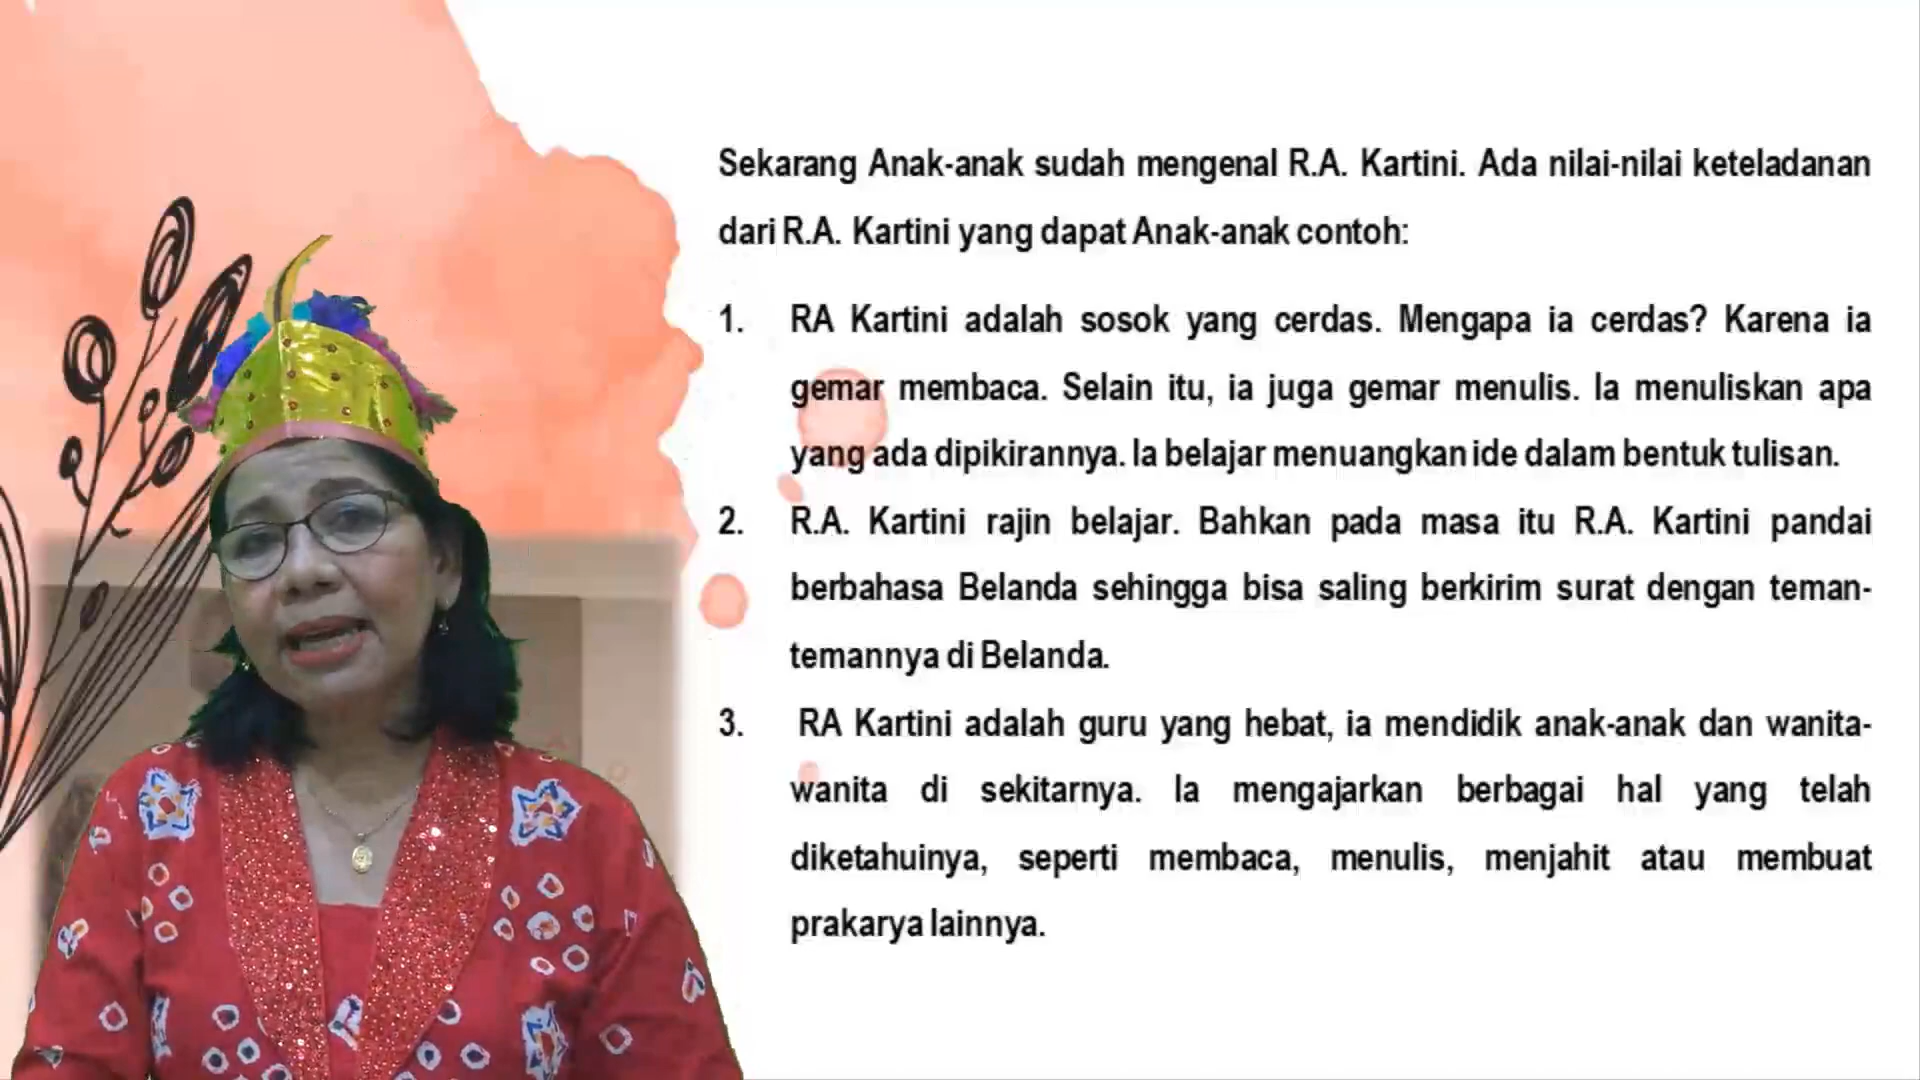 Sekarang Anak-anak sudah mengenal R.A. Kartini. Ada nilai-nilai keteladanan
dari R.A. Kartini yang dapat Anak-anak contoh:
1. RA Kartini adalah sosok yang cerdas. Mengapa ia cerdas? Karena ia
gemar membaca. Selain itu, ia juga gemar menulis. Ia menuliskan apa
yang ada dipikirannya. Ia belajar menuangkan ide dalam bentuk tulisan.
2. R.A. Kartini rajin belajar. Bahkan pada masa itu R.A. Kartini pandai
berbahasa Belanda sehingga bisa saling berkirim surat dengan teman-
temannya di Belanda.
3. RA Kartini adalah guru yang hebat, ia mendidik anak-anak dan wanita-
wanita di sekitarnya. Ia mengajarkan berbagai hal yang telah
diketahuinya, seperti membaca, menulis, menjahit atau membuat
prakarya lainnya.